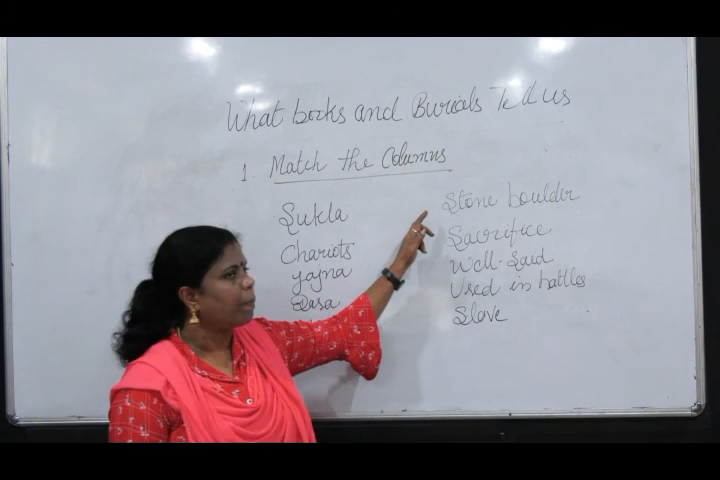 What books and Burials Tell us
1. Match the Columns
Sukla Stone boulder
Chariots Sacrifice
yajna Well-Said
Dasa Used in battles
Slave